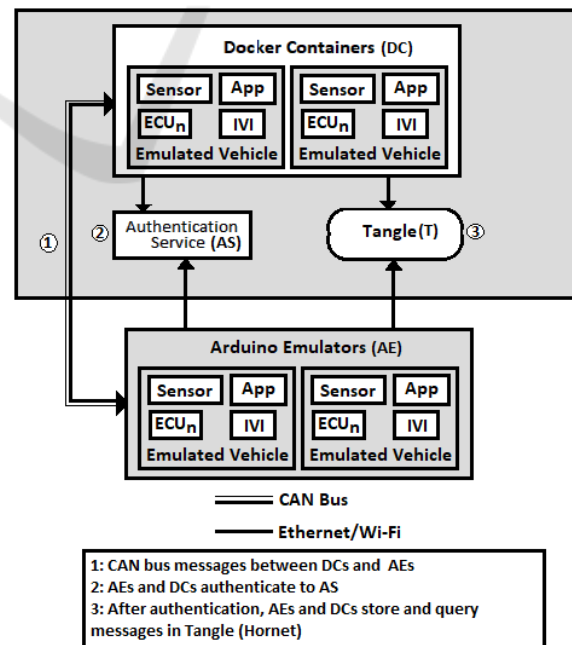 Docker Containers (DC)
Sensor App Sensor App
ECUn IVI ECUn IVI
Emulated Vehicle Emulated Vehicle
① ② Authentication Service (AS) Tangle(T) ③
Arduino Emulators (AE)
Sensor App Sensor App
ECUn IVI ECUn IVI
Emulated Vehicle Emulated Vehicle
CAN Bus
Ethernet/Wi-Fi
1: CAN bus messages between DCs and AEs
2: AEs and DCs authenticate to AS
3: After authentication, AEs and DCs store and query
messages in Tangle (Hornet)